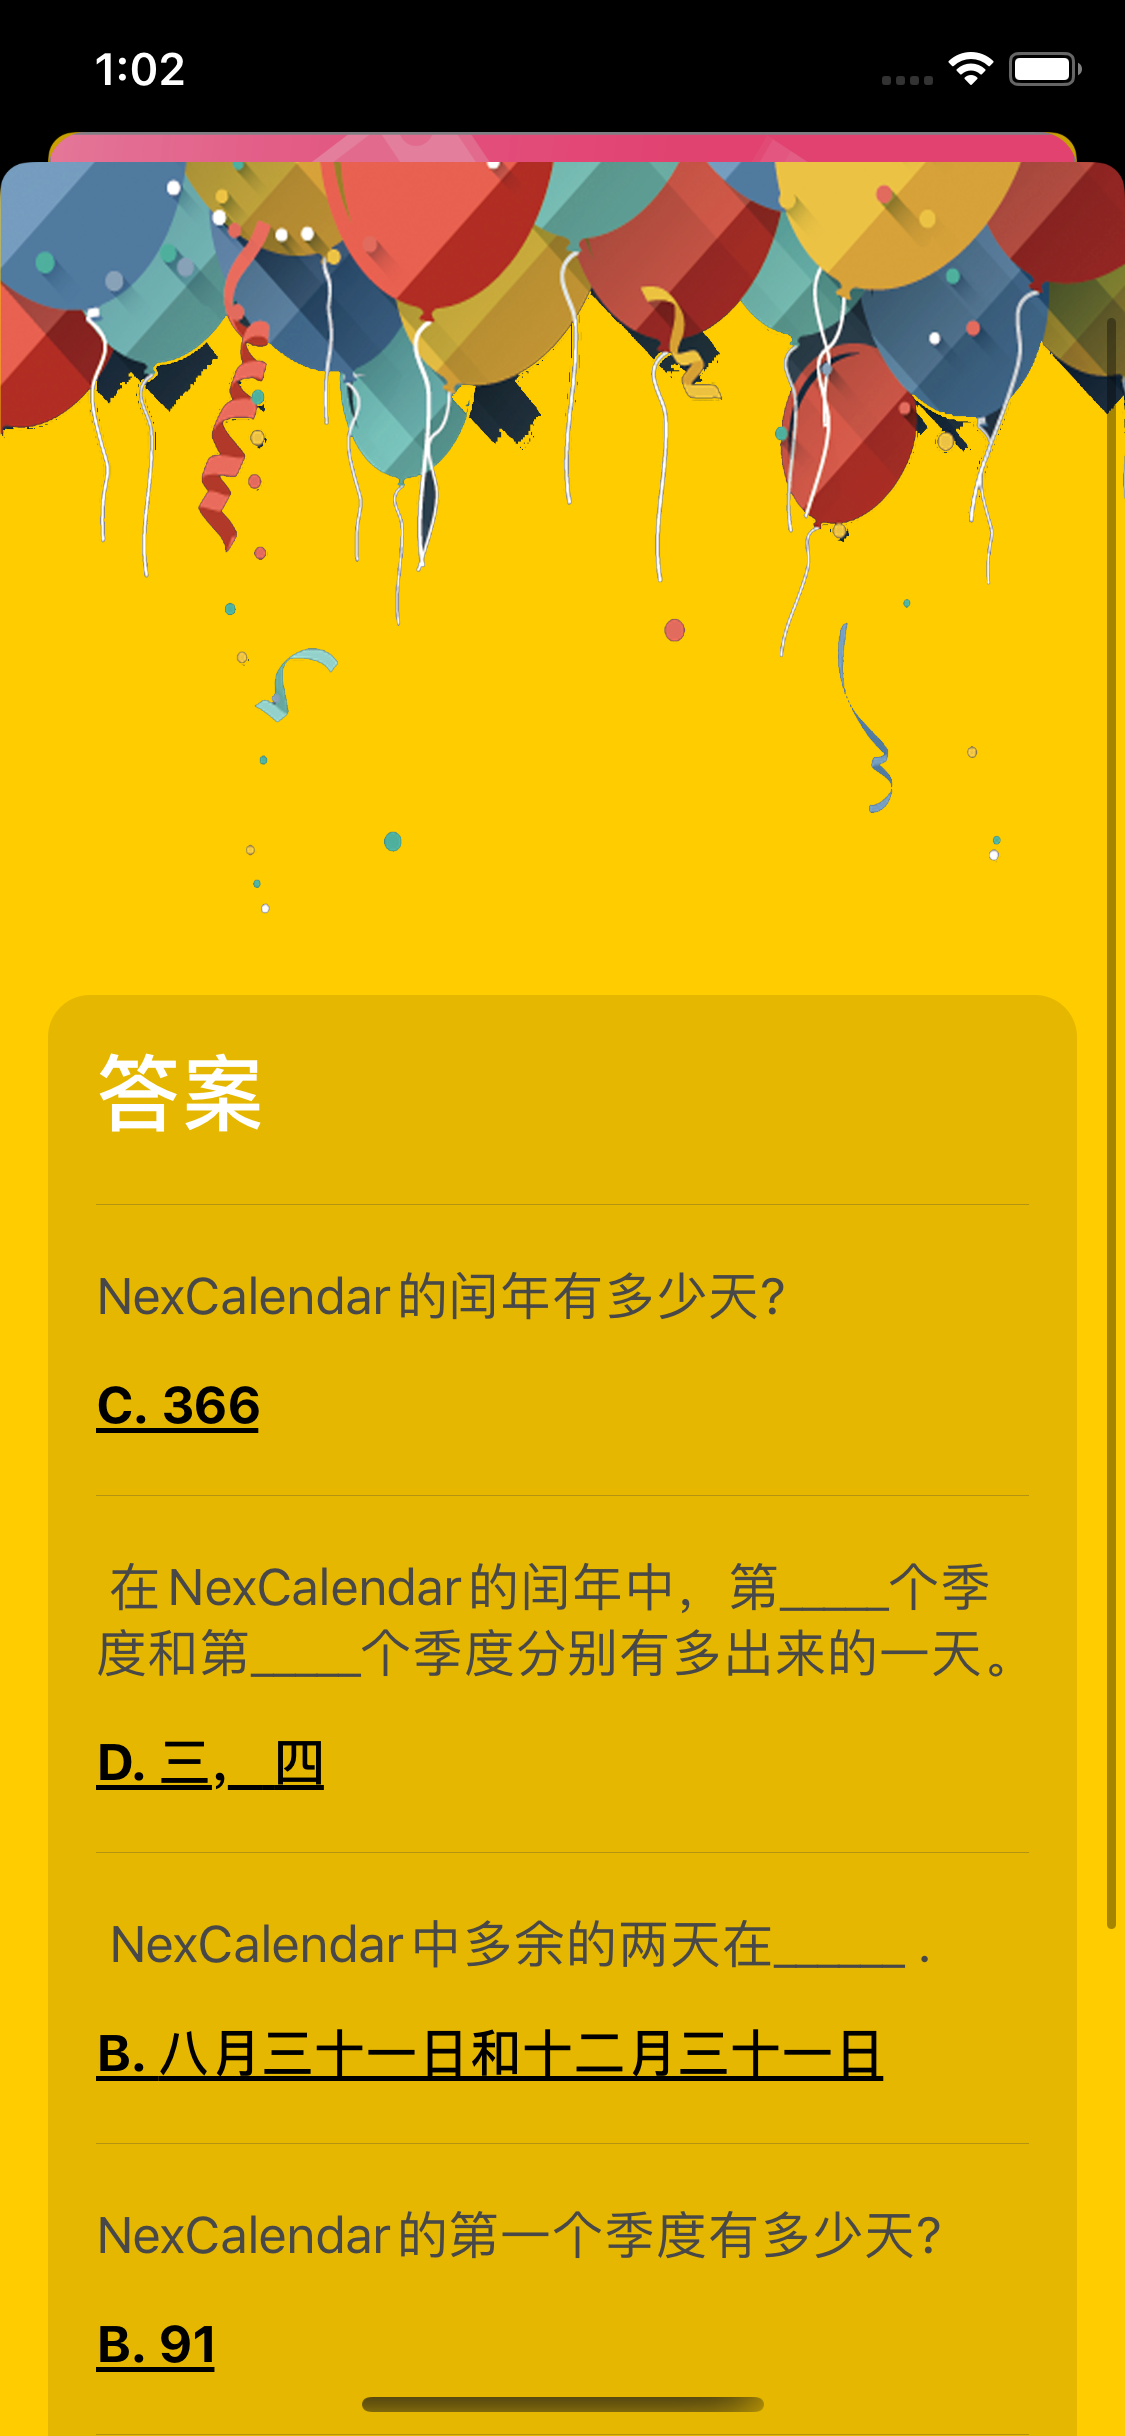 1:02
答案
NexCalendar的闰年有多少天?
C. 366
在NexCalendar的闰年中，第_____个季
度和第_____个季度分别有多出来的一天。
D. 三， 四
NexCalendar中多余的两天在______ .
B. 八月三十一日和十二月三十一日
NexCalendar的第一个季度有多少天?
B. 91